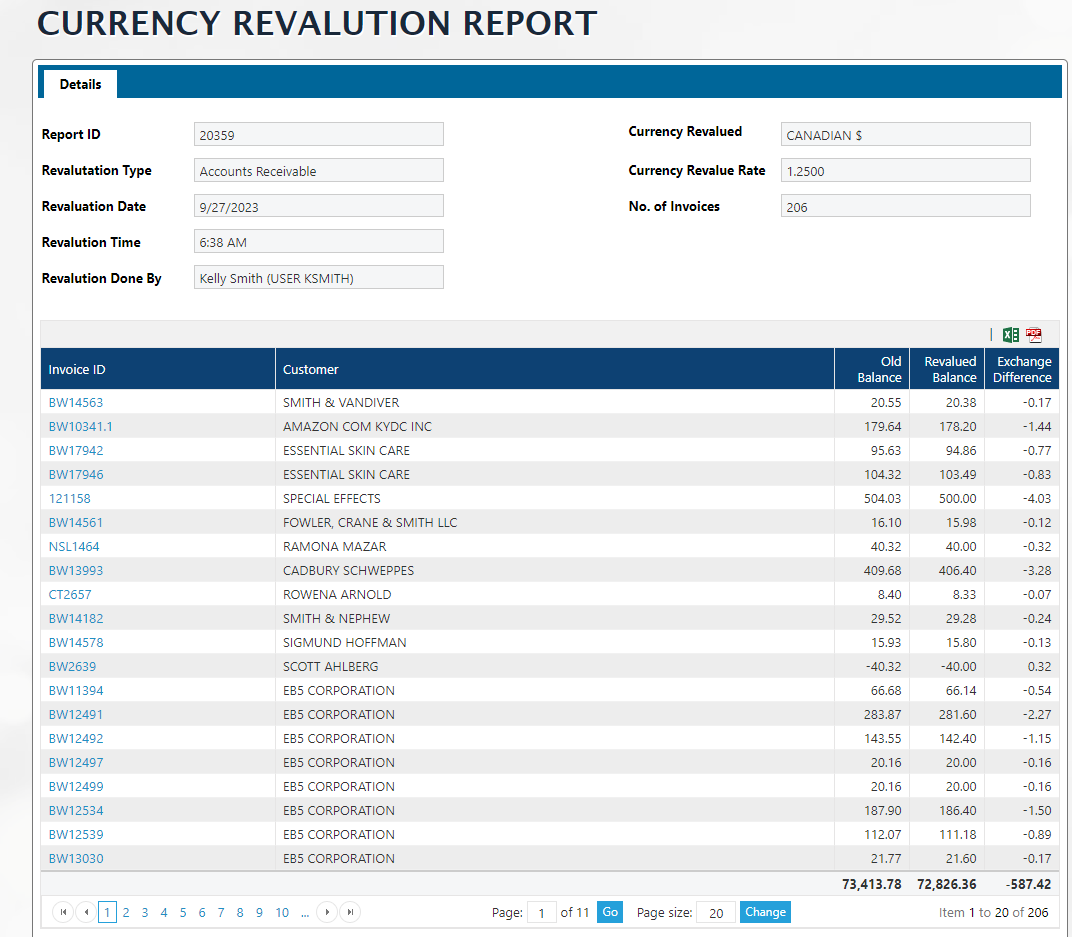 CURRENCY REVALUTION REPORT
Details
Report ID 20359 Currency Revalued CANADIAN $
Revalutation Type Accounts Receivable Currency Revalue Rate 1.2500
Revaluation Date 9/27/2023 No. of Invoices 206
Revalution Time 6:38 AM
Revalution Done By Kelly Smith (USER KSMITH)
| PDF
Invoice ID Customer Old Balance Revalued Balance Exchange Difference
BW14563 SMITH & VANDIVER 20.55 20.38 -0.17
BW10341.1 AMAZON COM KYDC INC 179.64 178.20 -1.44
BW17942 ESSENTIAL SKIN CARE 95.63 94.86 -0.77
BW17946 ESSENTIAL SKIN CARE 104.32 103.49 -0.83
121158 SPECIAL EFFECTS 504.03 500.00 -4.03
BW14561 FOWLER, CRANE & SMITH LLC 16.10 15.98 -0.12
NSL1464 RAMONA MAZAR 40.32 40.00 -0.32
BW13993 CADBURY SCHWEPPES 409.68 406.40 -3.28
CT2657 ROWENA ARNOLD 8.40 8.33 -0.07
BW14182 SMITH & NEPHEW 29.52 29.28 -0.24
BW14578 SIGMUND HOFFMAN 15.93 15.80 -0.13
BW2639 SCOTT AHLBERG -40.32 -40.00 0.32
BW11394 EB5 CORPORATION 66.68 66.14 -0.54
BW12491 EB5 CORPORATION 283.87 281.60 -2.27
BW12492 EB5 CORPORATION 143.55 142.40 -1.15
BW12497 EB5 CORPORATION 20.16 20.00 -0.16
BW12499 EB5 CORPORATION 20.16 20.00 -0.16
BW12534 EB5 CORPORATION 187.90 186.40 -1.50
BW12539 EB5 CORPORATION 112.07 111.18 -0.89
BW13030 EB5 CORPORATION 21.77 21.60 -0.17
73,413.78 72,826.36 -587.42
1 2 3 4 5 6 7 8 9 10 ... Page: 1 of 11 Go Page size: 20 Change Item 1 to 20 of 206